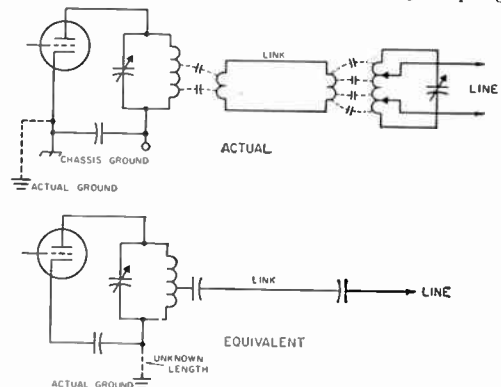 LINK
LINE
CHASSIS GROUND
ACTUAL
ACTUAL GROUND
LINK
LINE
EQUIVALENT
UNKNOWN
LENGTH
ACTUAL GROUND